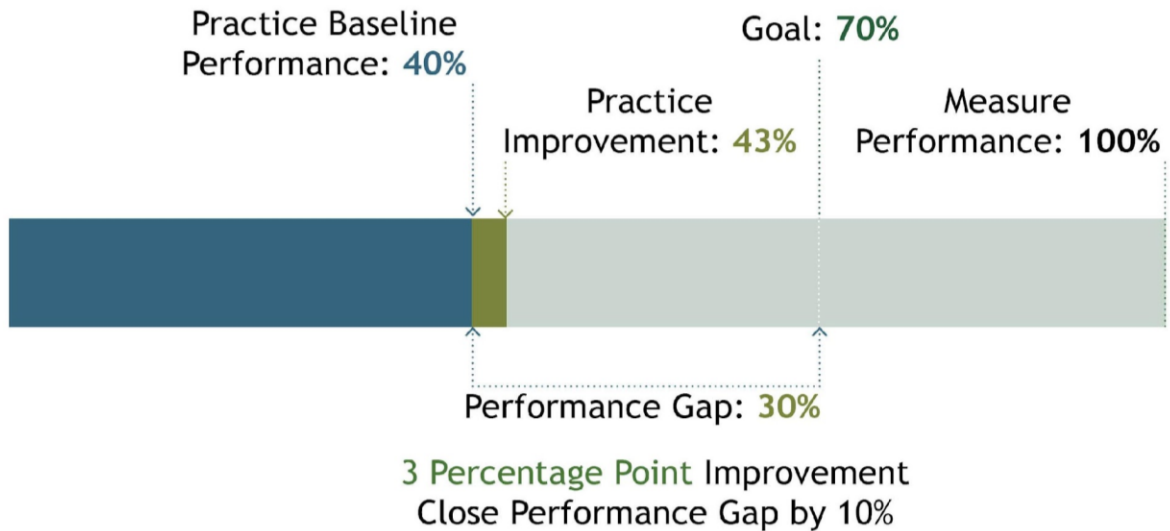 Practice Baseline
Performance: 40%
Goal: 70%
Practice
Improvement: 43%
Measure
Performance: 100%
Performance Gap: 30%
3 Percentage Point Improvement
Close Performance Gap by 10%